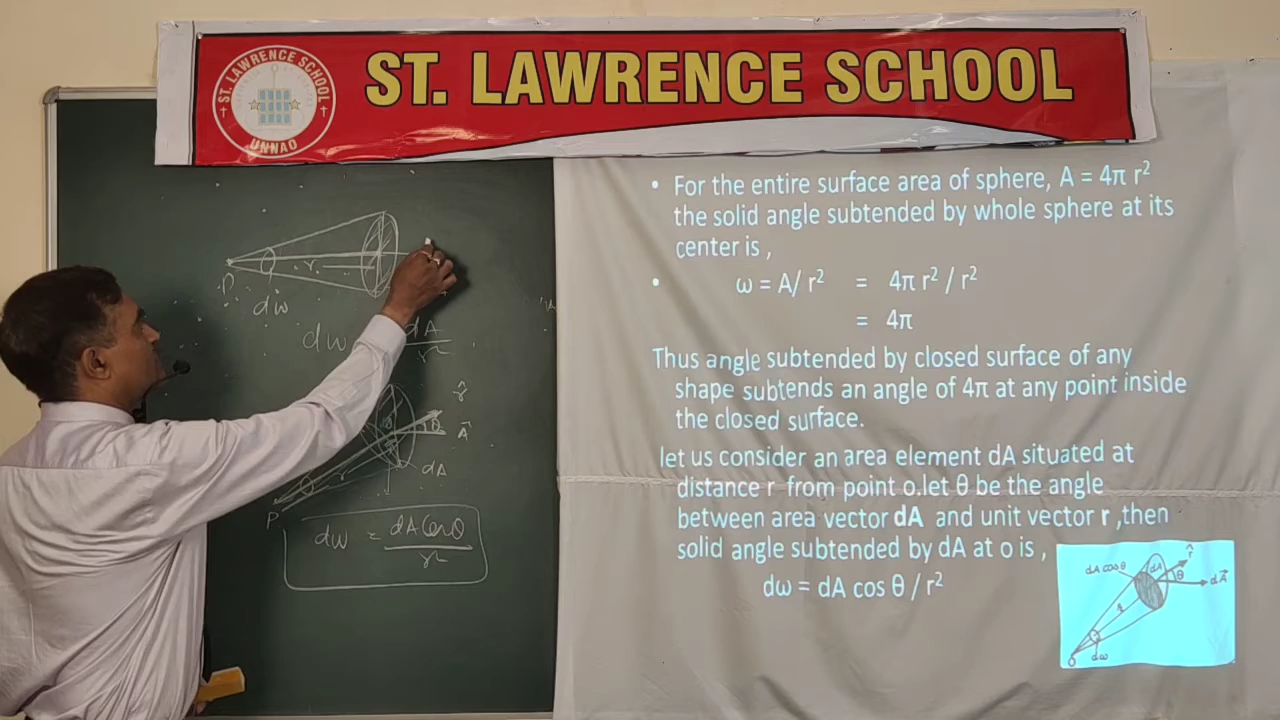 ST. LAWRENCE SCHOOL
ST. LAWRENCE SCHOOL
UNNAO
P
dω
r
dω
dA
r²
r̂
θ
A⃗
dA
P
dω = dA Cosθ
r²
• For the entire surface area of sphere, A = 4π r²
the solid angle subtended by whole sphere at its
center is ,
• ω = A/ r² = 4π r² / r²
= 4π
Thus angle subtended by closed surface of any
shape subtends an angle of 4π at any point inside
the closed surface.
let us consider an area element dA situated at
distance r from point o.let θ be the angle
between area vector dA and unit vector r ,then
solid angle subtended by dA at o is ,
dω = dA cos θ / r²
dA cos θ
dA
r̂
θ
dA⃗
dω